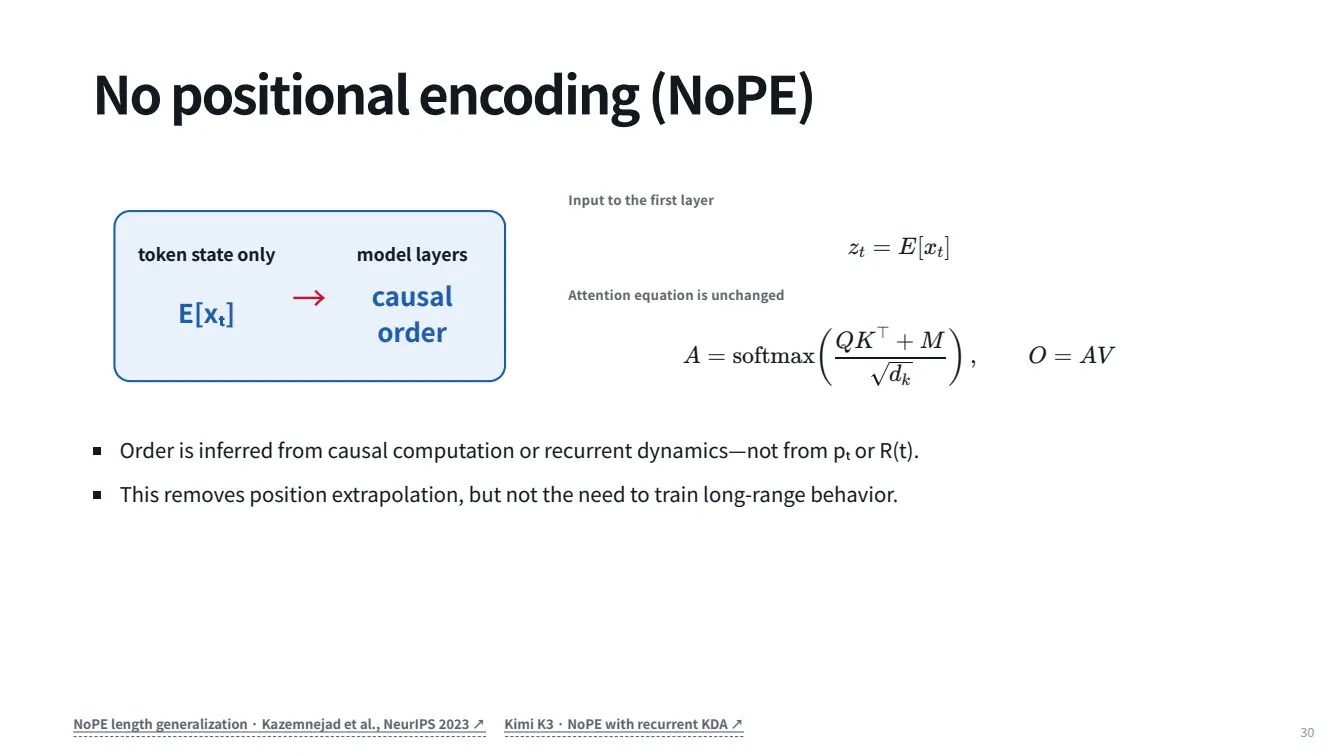 No positional encoding (NoPE)
token state only
E[xₜ]
→
model layers
causal
order
Input to the first layer
z_t = E[x_t]
Attention equation is unchanged
A = softmax((QK^⊤ + M) / √d_k), O = AV
▪ Order is inferred from causal computation or recurrent dynamics—not from pₜ or R(t).
▪ This removes position extrapolation, but not the need to train long-range behavior.
NoPE length generalization · Kazemnejad et al., NeurIPS 2023 ↗ Kimi K3 · NoPE with recurrent KDA ↗
30